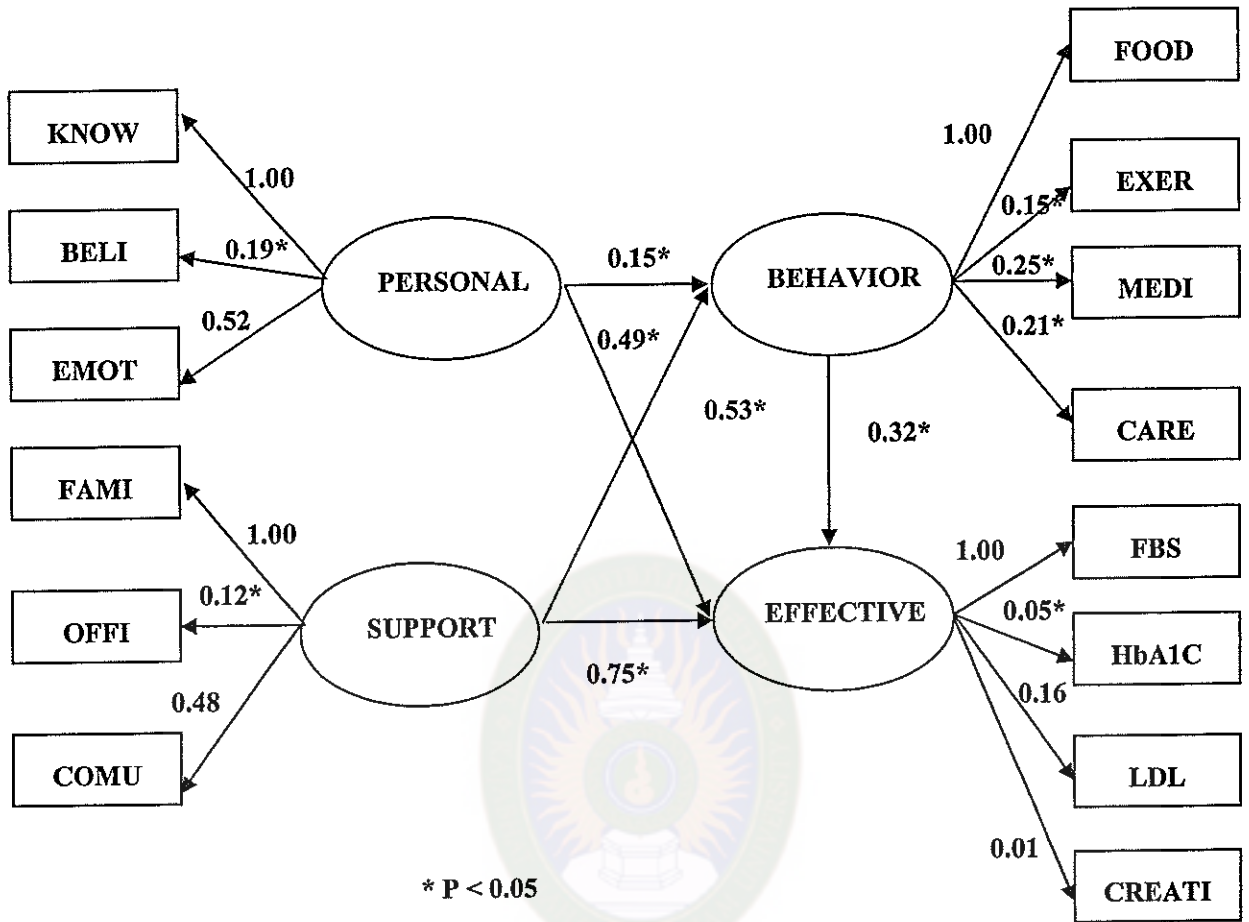 FOOD
KNOW
1.00
1.00
EXER
0.15*
BELI
0.19*
PERSONAL
0.15*
BEHAVIOR
0.25*
MEDI
0.52
0.49*
0.21*
EMOT
0.53*
0.32*
CARE
FAMI
1.00
1.00
FBS
0.12*
0.05*
OFFI
SUPPORT
EFFECTIVE
HbA1C
0.75*
0.16
0.48
COMU
LDL
0.01
* P < 0.05
CREATI